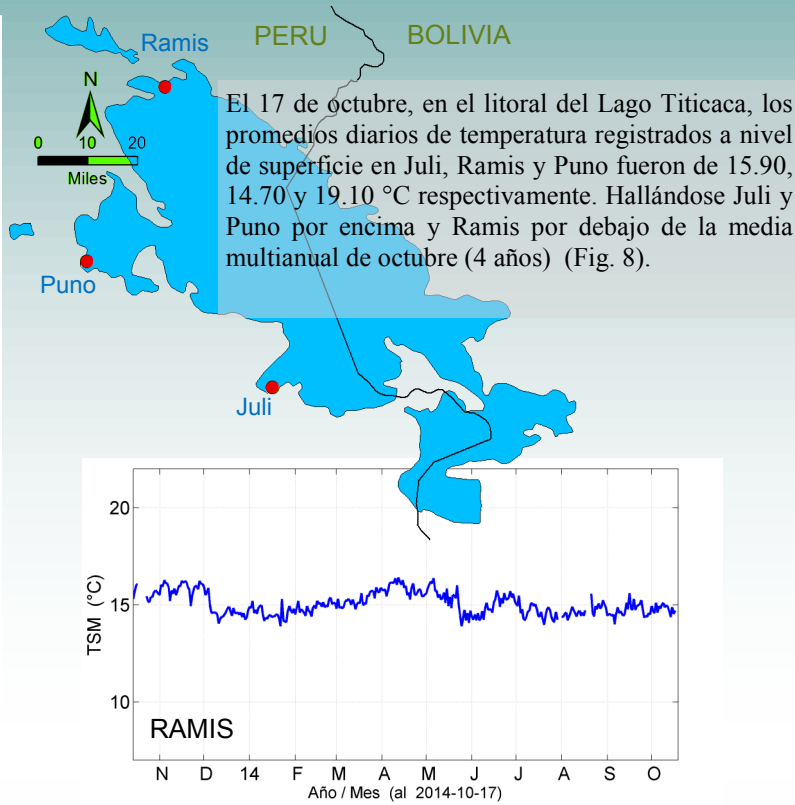 Ramis
PERU
BOLIVIA
N
0 10 20
Miles
El 17 de octubre, en el litoral del Lago Titicaca, los
promedios diarios de temperatura registrados a nivel
de superficie en Juli, Ramis y Puno fueron de 15.90,
14.70 y 19.10 °C respectivamente. Hallándose Juli y
Puno por encima y Ramis por debajo de la media
multianual de octubre (4 años) (Fig. 8).
Puno
Juli
20
15
10
TSM (°C)
RAMIS
N D 14 F M A M J J A S O
Año / Mes (al 2014-10-17)